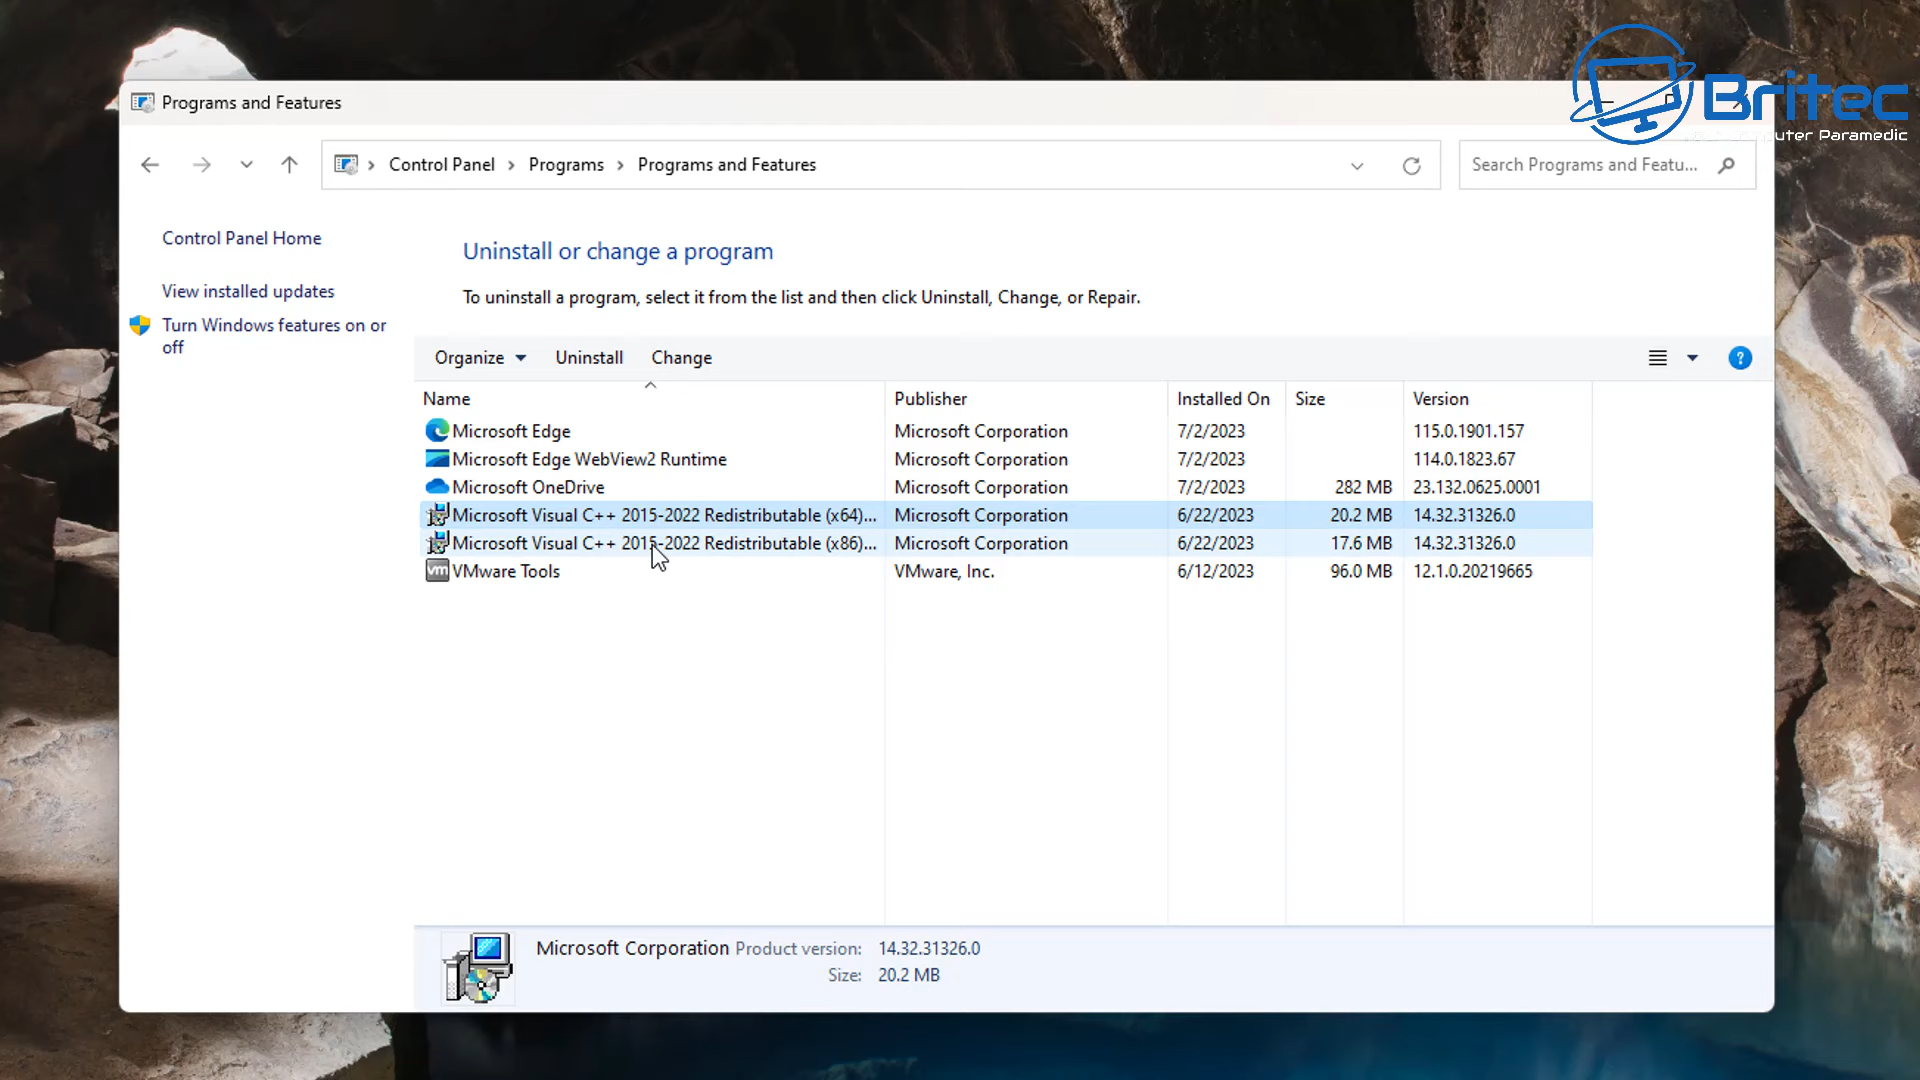 Britec
Computer Paramedic
Programs and Features
Control Panel > Programs > Programs and Features
Search Programs and Featu...
Control Panel Home
View installed updates
Turn Windows features on or
off
Uninstall or change a program
To uninstall a program, select it from the list and then click Uninstall, Change, or Repair.
Organize Uninstall Change
Name Publisher Installed On Size Version
Microsoft Edge Microsoft Corporation 7/2/2023 115.0.1901.157
Microsoft Edge WebView2 Runtime Microsoft Corporation 7/2/2023 114.0.1823.67
Microsoft OneDrive Microsoft Corporation 7/2/2023 282 MB 23.132.0625.0001
Microsoft Visual C++ 2015-2022 Redistributable (x64)... Microsoft Corporation 6/22/2023 20.2 MB 14.32.31326.0
Microsoft Visual C++ 2015-2022 Redistributable (x86)... Microsoft Corporation 6/22/2023 17.6 MB 14.32.31326.0
vm VMware Tools VMware, Inc. 6/12/2023 96.0 MB 12.1.0.20219665
Microsoft Corporation Product version: 14.32.31326.0
Size: 20.2 MB